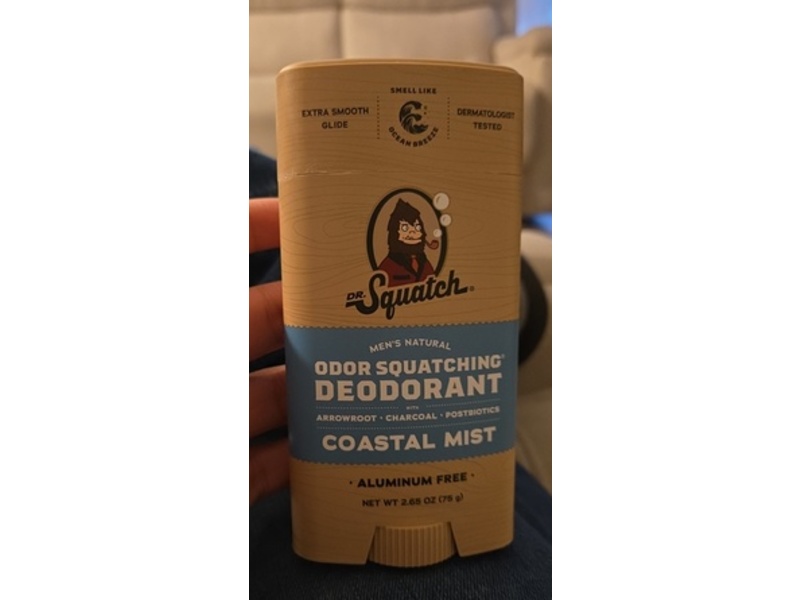 SMELL LIKE
EXTRA SMOOTH
GLIDE
OCEAN BREEZE
DERMATOLOGIST
TESTED
DR. Squatch®
MEN'S NATURAL
ODOR SQUATCHING®
DEODORANT
WITH
ARROWROOT • CHARCOAL • POSTBIOTICS
COASTAL MIST
• ALUMINUM FREE •
NET WT 2.65 OZ (75 g)